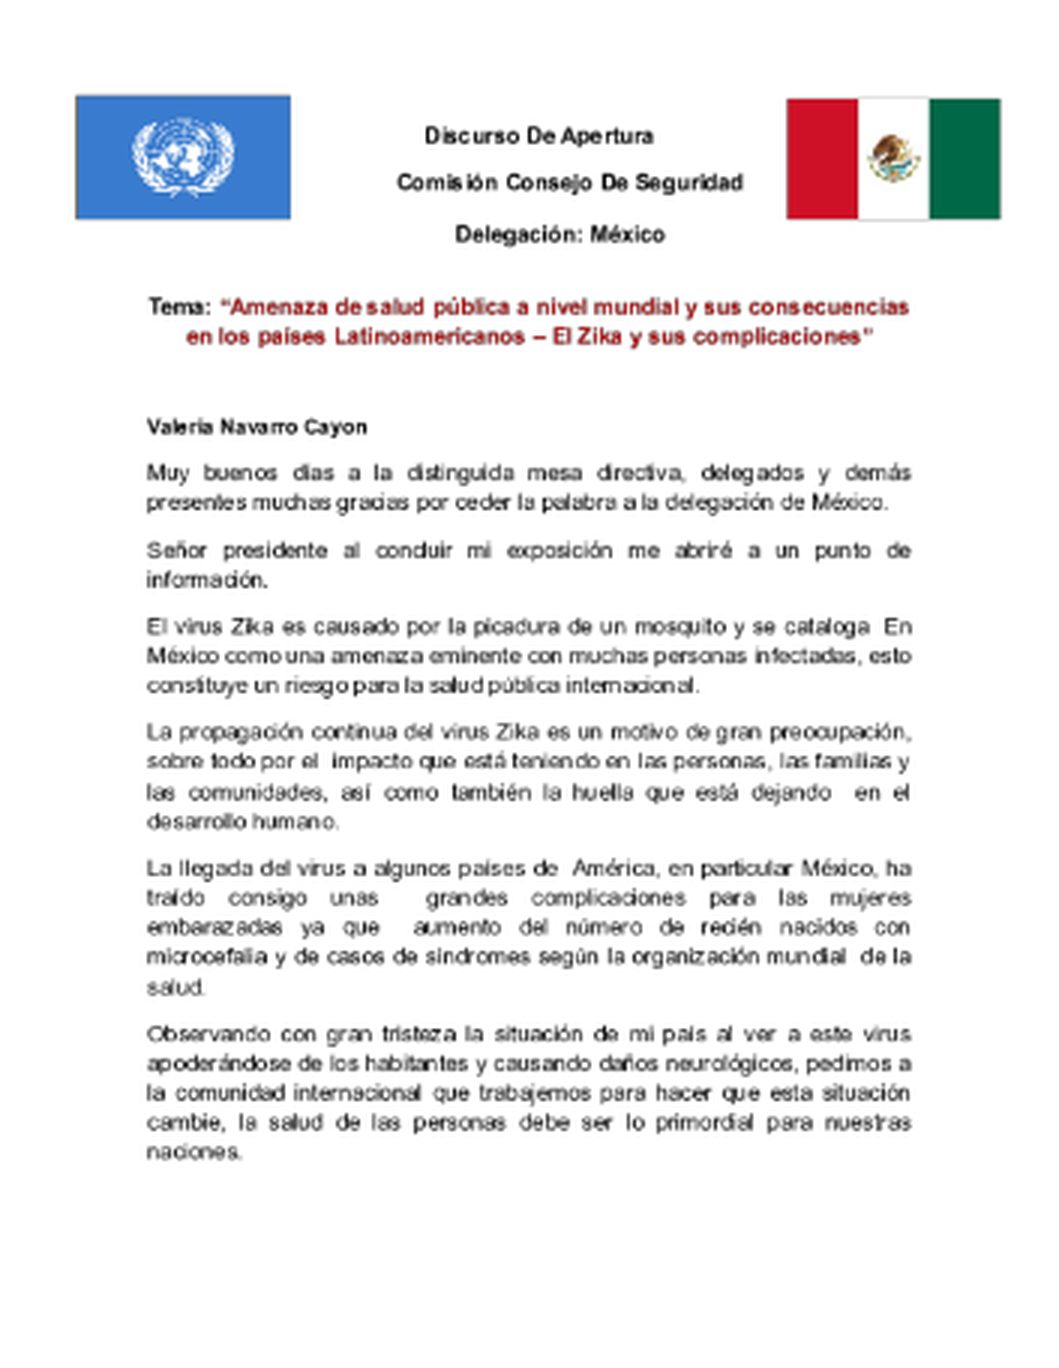 Discurso De Apertura
Comisión Consejo De Seguridad
Delegación: México
Tema: “Amenaza de salud pública a nivel mundial y sus consecuencias
en los países Latinoamericanos – El Zika y sus complicaciones”
Valeria Navarro Cayon
Muy buenos días a la distinguida mesa directiva, delegados y demás
presentes muchas gracias por ceder la palabra a la delegación de México.
Señor presidente al concluir mi exposición me abriré a un punto de
información.
El virus Zika es causado por la picadura de un mosquito y se cataloga En
México como una amenaza eminente con muchas personas infectadas, esto
constituye un riesgo para la salud pública internacional.
La propagación continua del virus Zika es un motivo de gran preocupación,
sobre todo por el impacto que está teniendo en las personas, las familias y
las comunidades, así como también la huella que está dejando en el
desarrollo humano.
La llegada del virus a algunos países de América, en particular México, ha
traído consigo unas grandes complicaciones para las mujeres
embarazadas ya que aumento del número de recién nacidos con
microcefalia y de casos de síndromes según la organización mundial de la
salud.
Observando con gran tristeza la situación de mi país al ver a este virus
apoderándose de los habitantes y causando daños neurológicos, pedimos a
la comunidad internacional que trabajemos para hacer que esta situación
cambie, la salud de las personas debe ser lo primordial para nuestras
naciones.